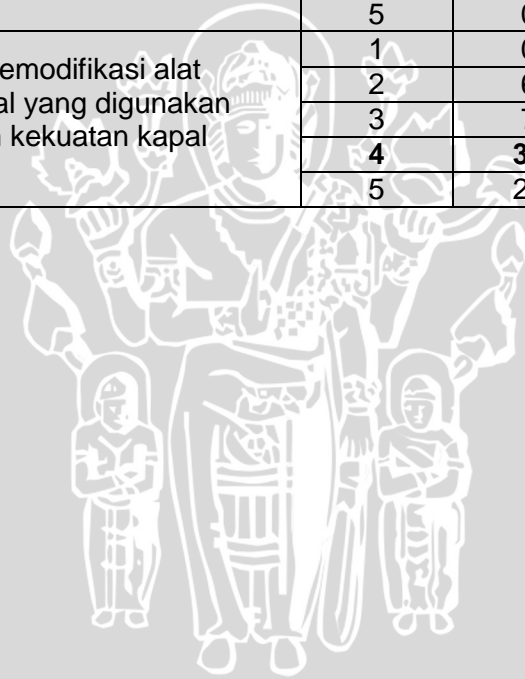 5
1
emodifikasi alat
2
al yang digunakan
3
kekuatan kapal
4 3
5 2